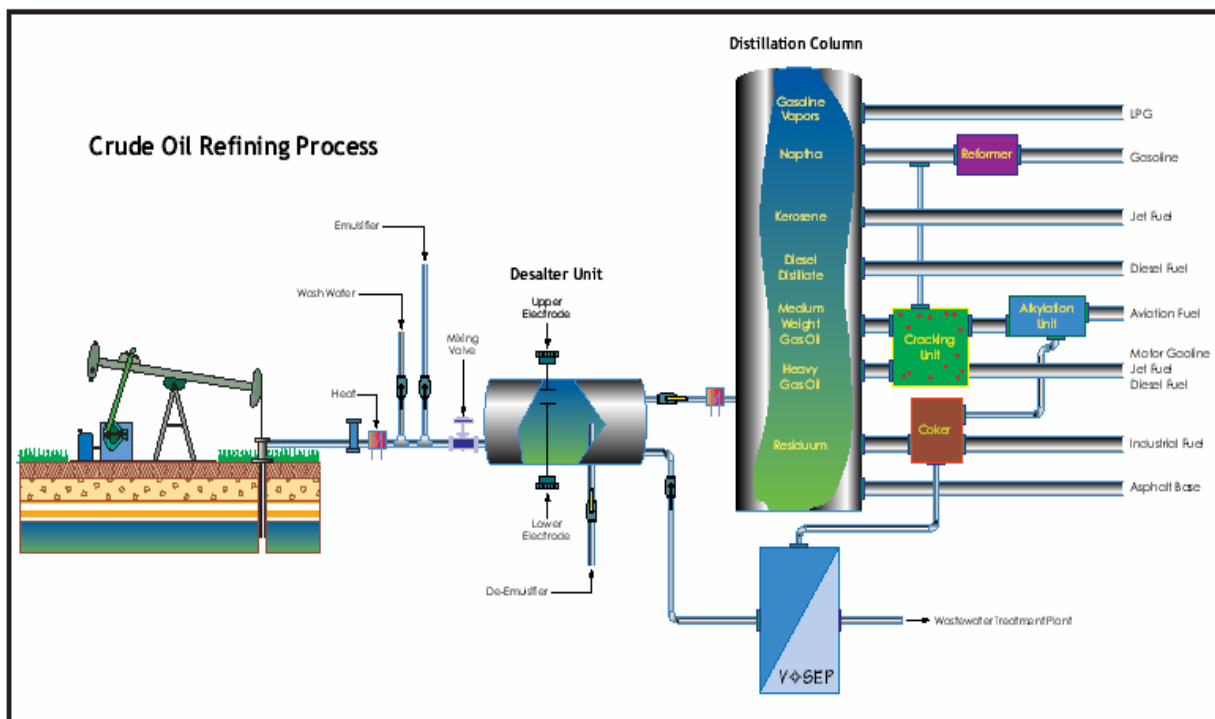 Distillation Column
Crude Oil Refining Process
Gasoline
Vapors
LPG
Naptha
Reformer
Gasoline
Kerosene
Jet Fuel
Diesel
Distillate
Diesel Fuel
Medium
Weight
Gas Oil
Cracking
Unit
Alkylation
Unit
Aviation Fuel
Heavy
Gas Oil
Motor Gaoline
Jet Fuel
Diesel Fuel
Residuum
Coker
Industrial Fuel
Asphalt Base
Emulsifier
Wash Water
Heat
Mixing
Valve
Desalter Unit
Upper
Electrode
Lower
Electrode
De-Emulsifier
Wastewater Treatment Plant
V✧SEP